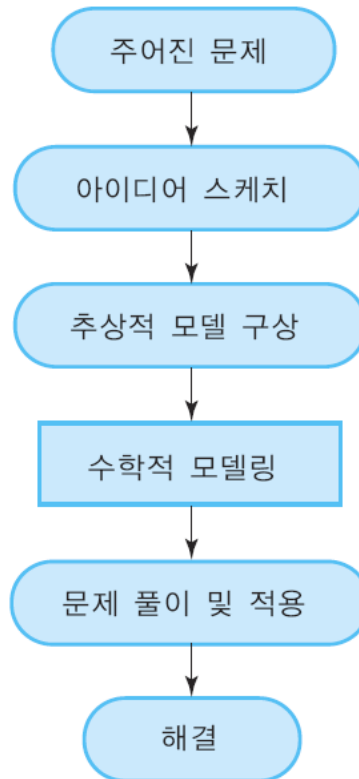 주어진 문제
아이디어 스케치
추상적 모델 구상
수학적 모델링
문제 풀이 및 적용
해결